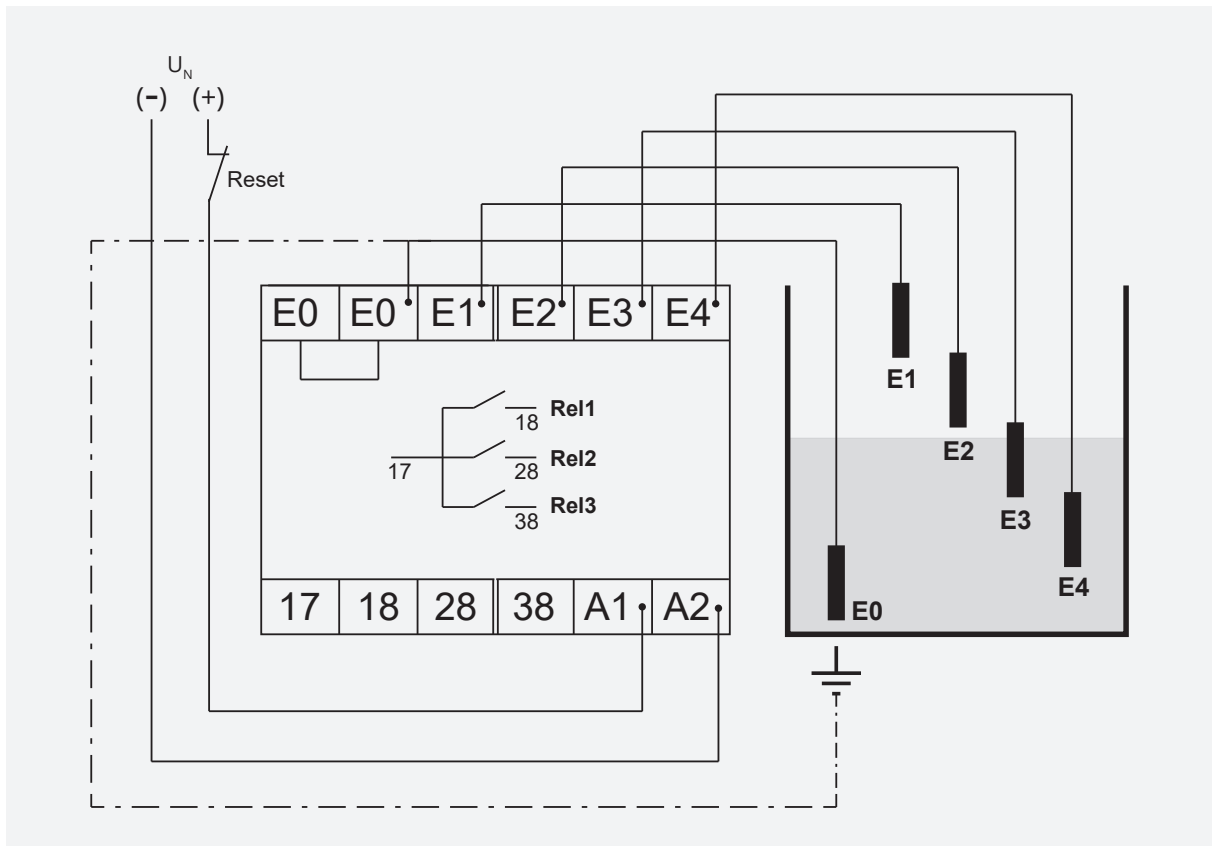 U_N
(−) (+)
Reset
E0 E0 E1 E2 E3 E4
E1
E2
E3
E4
E0
Rel1
18
17
28
Rel2
Rel3
38
17 18 28 38 A1 A2